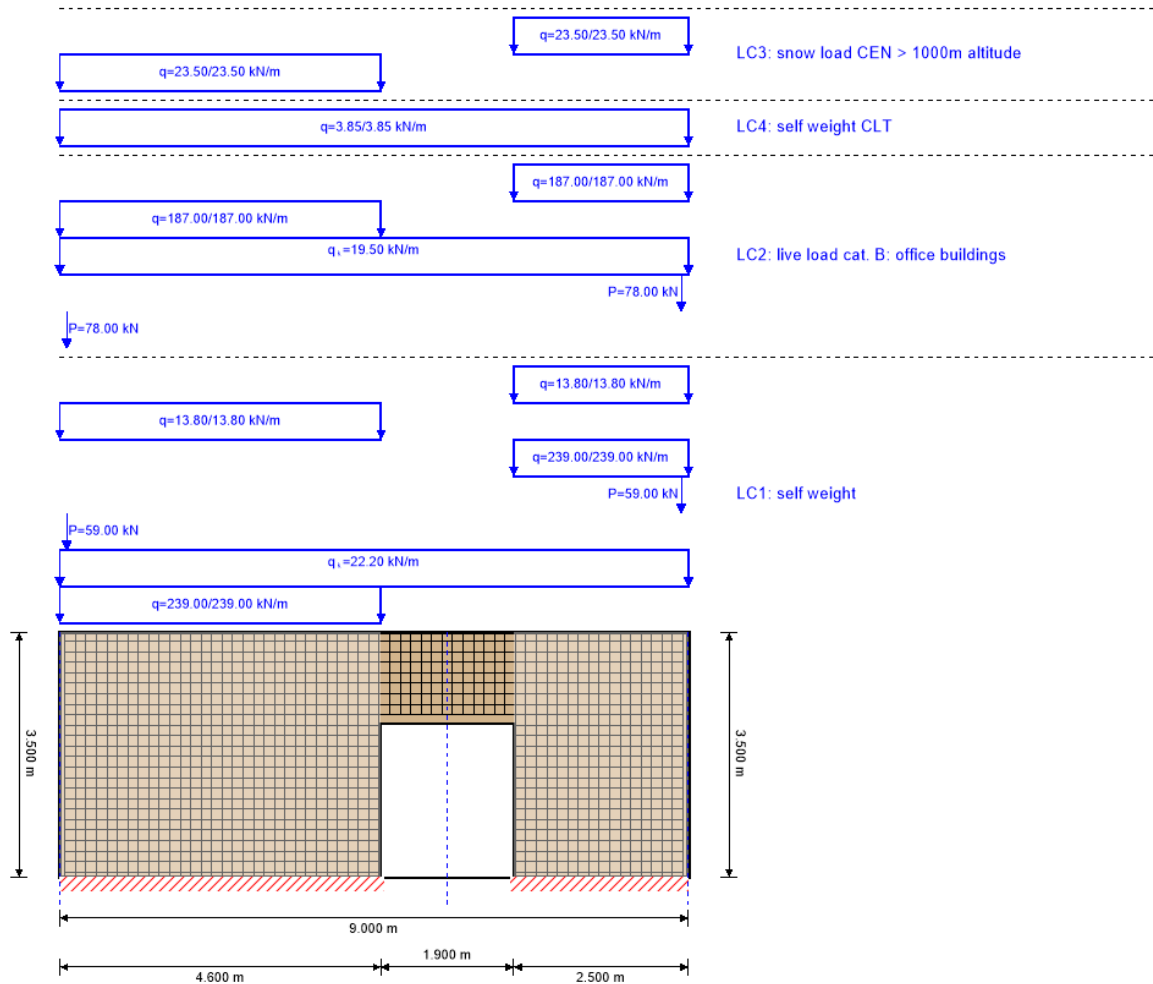 q=23.50/23.50 kN/m
q=23.50/23.50 kN/m
LC3: snow load CEN > 1000m altitude
q=3.85/3.85 kN/m
LC4: self weight CLT
q=187.00/187.00 kN/m
q=187.00/187.00 kN/m
qₖ=19.50 kN/m
LC2: live load cat. B: office buildings
P=78.00 kN
P=78.00 kN
q=13.80/13.80 kN/m
q=13.80/13.80 kN/m
q=239.00/239.00 kN/m
LC1: self weight
P=59.00 kN
P=59.00 kN
qₖ=22.20 kN/m
q=239.00/239.00 kN/m
3.500 m
3.500 m
9.000 m
4.600 m
1.900 m
2.500 m